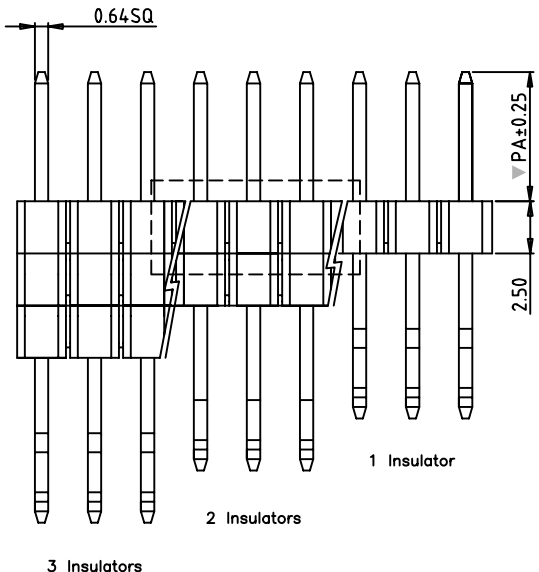 0.64SQ
▼PA±0.25
2.50
1 Insulator
2 Insulators
3 Insulators